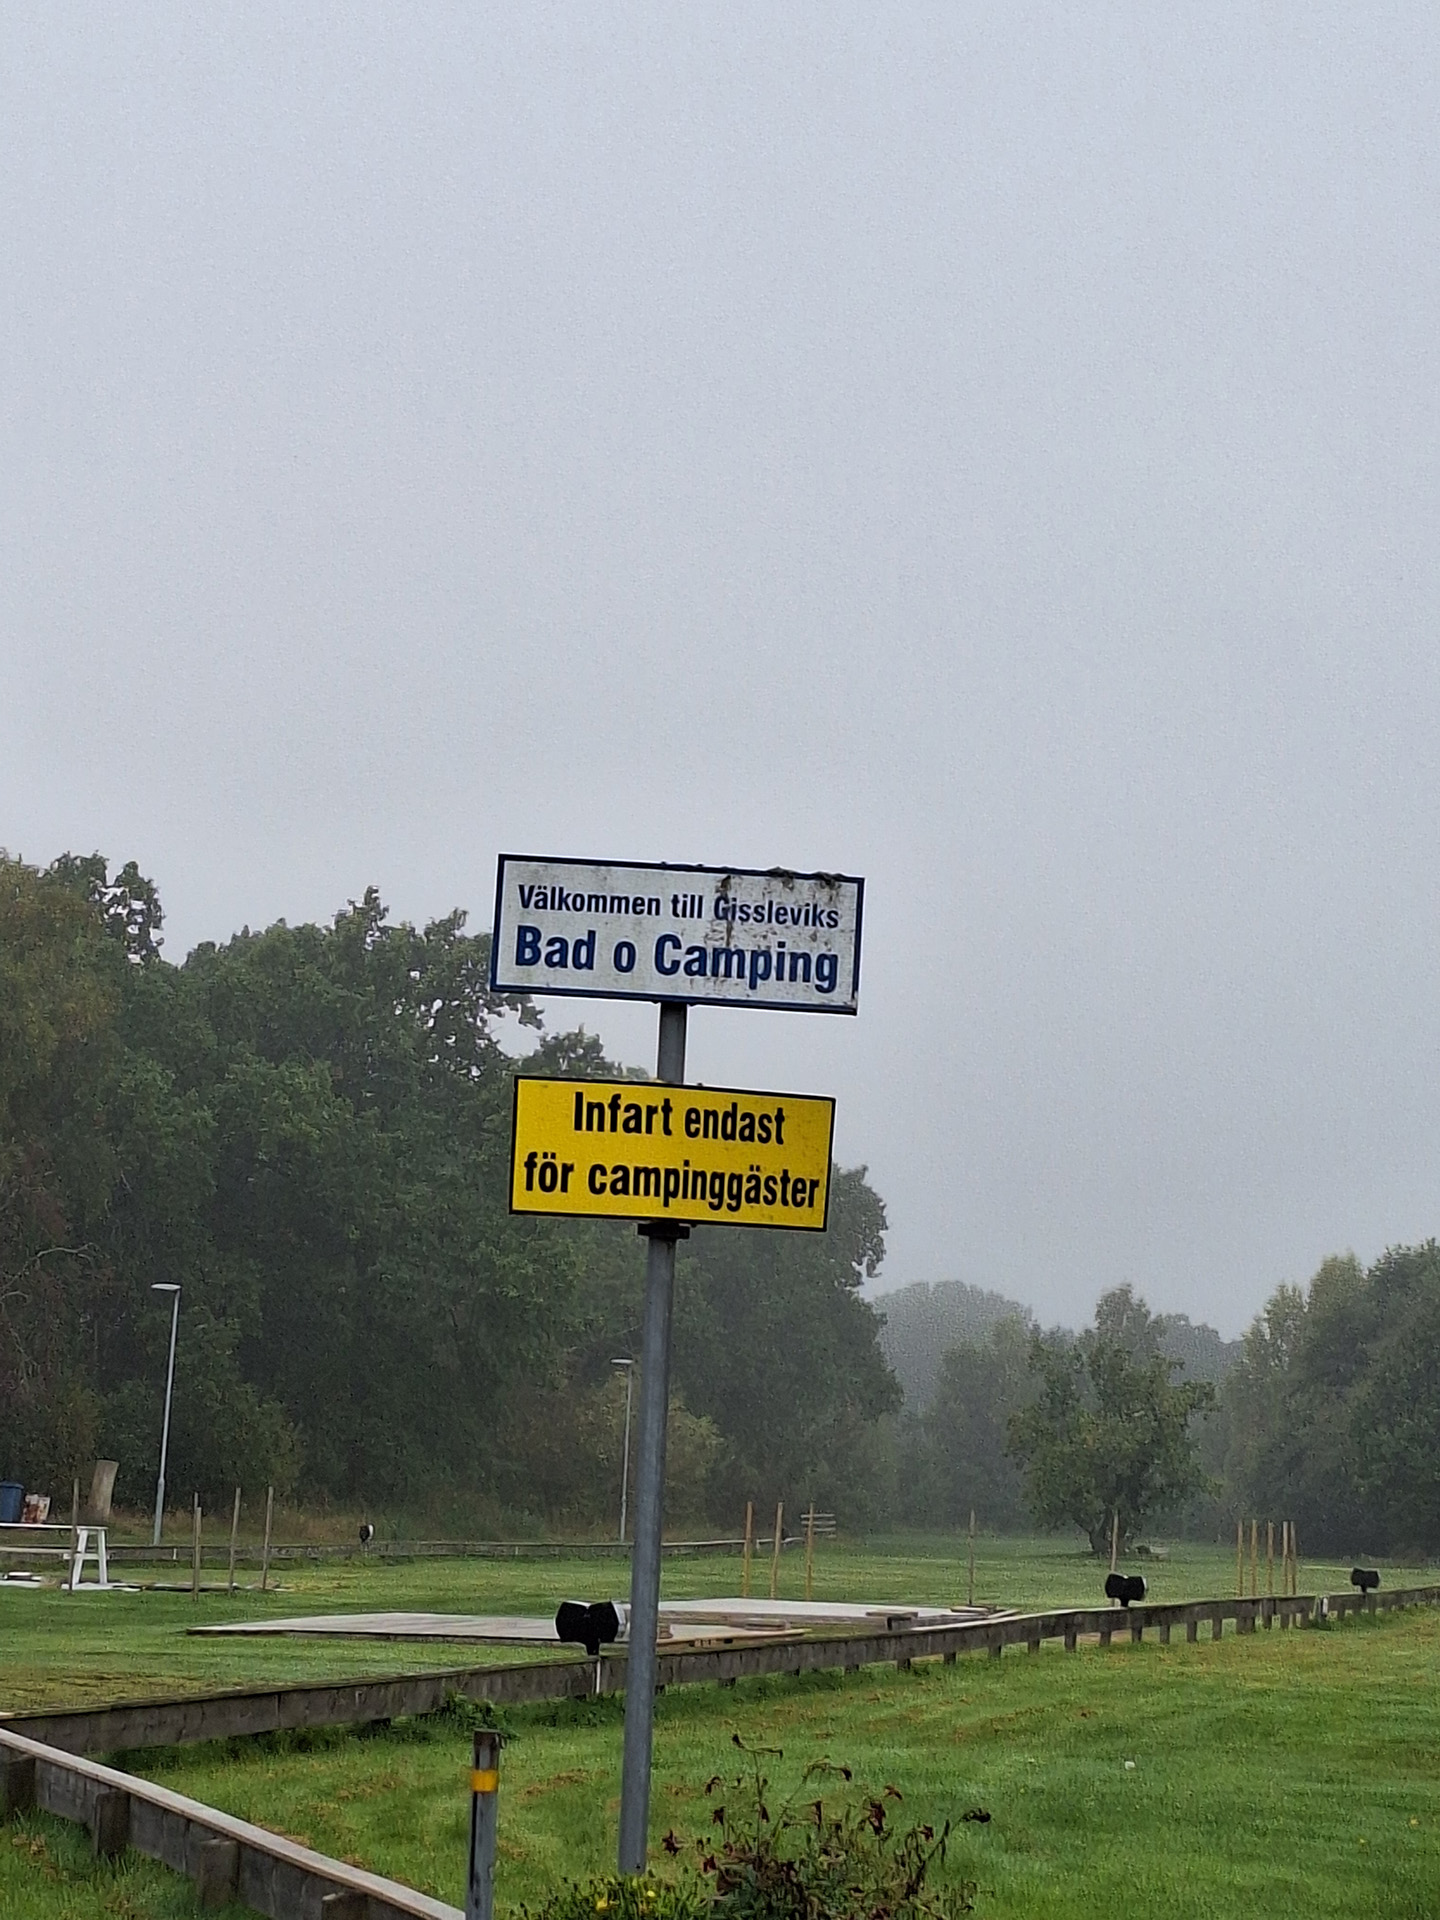 Välkommen till Gissleviks
Bad o Camping
Infart endast
för campinggäster